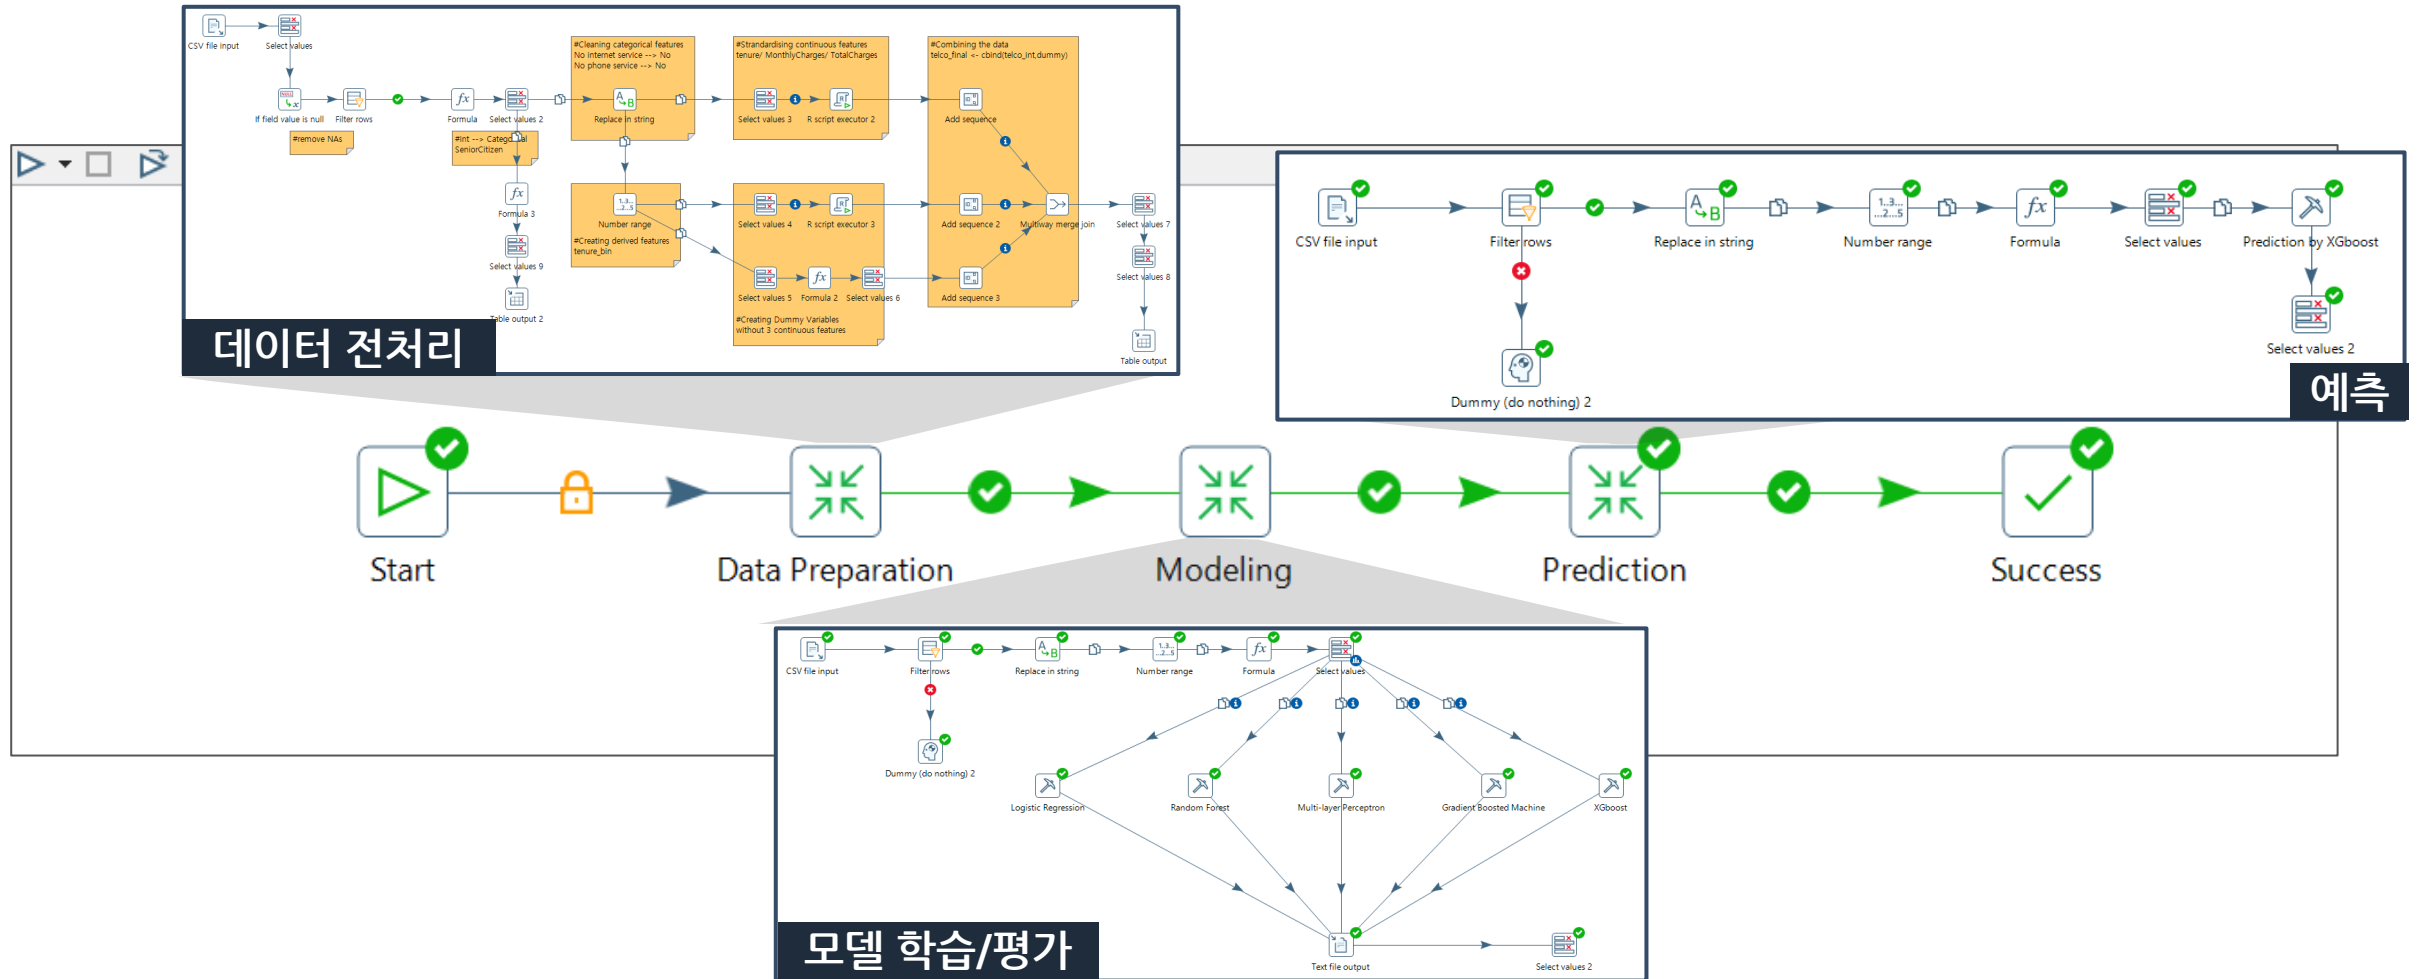 CSV file input
Select values
#Cleaning categorical features
No internet service --> No
No phone service --> No
#Strandardising continuous features
tenure/ MonthlyCharges/ TotalCharges
#Combining the data
telco_final <- cbind(telco_int,dummy)
If field value is null
Filter rows
Formula
Select values 2
Replace in string
Select values 3
R script executor 2
Add sequence
#remove NAs
#int --> Categorical
SeniorCitizen
Formula 3
Number range
Select values 4
R script executor 3
Add sequence 2
Multiway merge join
Select values 7
#Creating derived features
tenure_bin
Select values 9
Select values 8
Select values 5
Formula 2
Select values 6
Add sequence 3
Table output 2
#Creating Dummy Variables
without 3 continuous features
Table output
데이터 전처리
CSV file input
Filter rows
Replace in string
Number range
Formula
Select values
Prediction by XGboost
Select values 2
Dummy (do nothing) 2
예측
Start
Data Preparation
Modeling
Prediction
Success
CSV file input
Filter rows
Replace in string
Number range
Formula
Select values
Dummy (do nothing) 2
Logistic Regression
Random Forest
Multi-layer Perceptron
Gradient Boosted Machine
XGboost
Text file output
Select values 2
모델 학습/평가